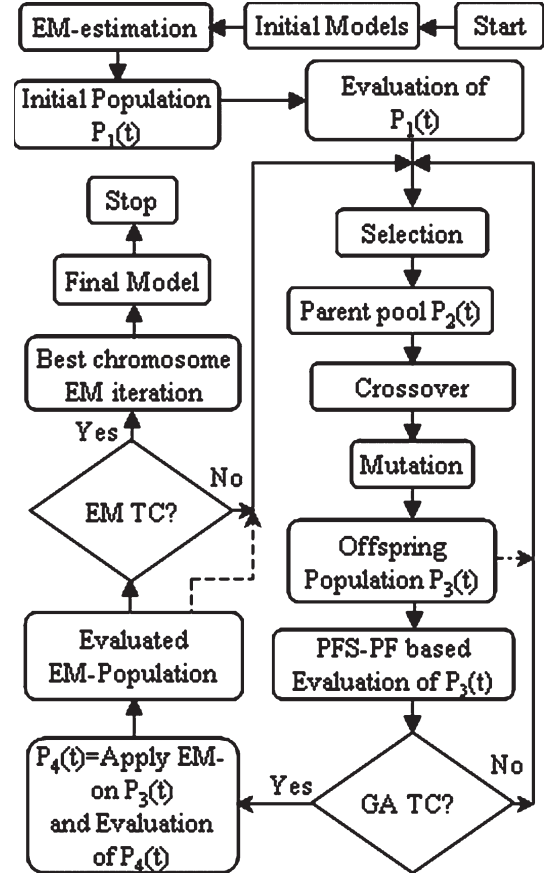 Start
Initial Models
EM-estimation
Initial Population
P₁(t)
Evaluation of
P₁(t)
Selection
Parent pool P₂(t)
Crossover
Mutation
Offspring
Population P₃(t)
PFS-PF based
Evaluation of P₃(t)
GA TC?
No
Yes
P₄(t)=Apply EM-
on P₃(t)
and Evaluation
of P₄(t)
Evaluated
EM-Population
EM TC?
No
Yes
Best chromosome
EM iteration
Final Model
Stop